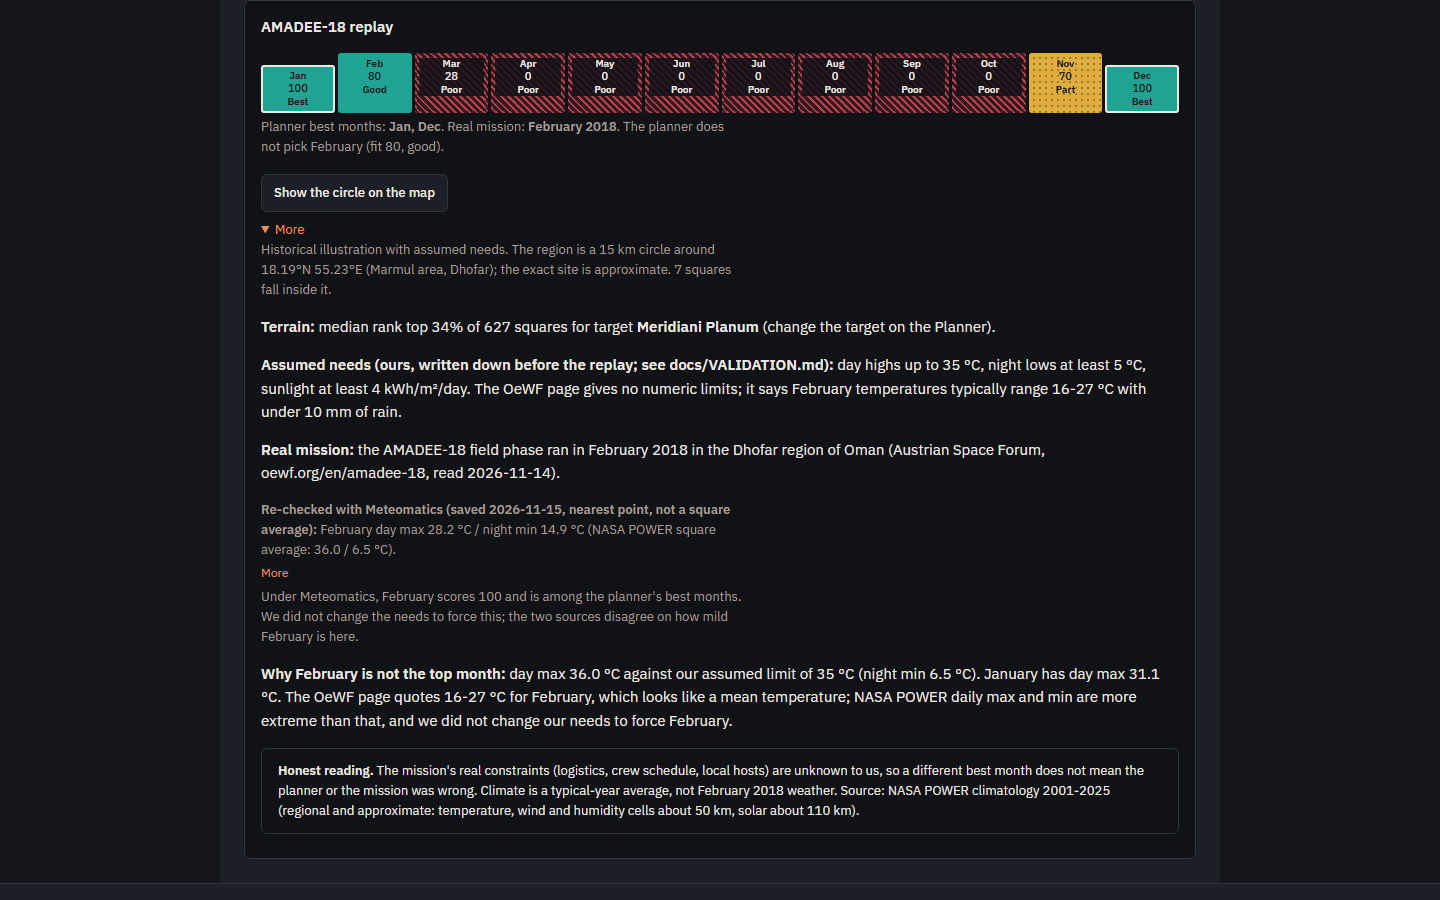 AMADEE-18 replay
Jan
100
Best
Feb
80
Good
Mar
28
Poor
Apr
0
Poor
May
0
Poor
Jun
0
Poor
Jul
0
Poor
Aug
0
Poor
Sep
0
Poor
Oct
0
Poor
Nov
70
Part
Dec
100
Best
Planner best months: Jan, Dec. Real mission: February 2018. The planner does
not pick February (fit 80, good).
Show the circle on the map
▼ More
Historical illustration with assumed needs. The region is a 15 km circle around
18.19°N 55.23°E (Marmul area, Dhofar); the exact site is approximate. 7 squares
fall inside it.
Terrain: median rank top 34% of 627 squares for target Meridiani Planum (change the target on the Planner).
Assumed needs (ours, written down before the replay; see docs/VALIDATION.md): day highs up to 35 °C, night lows at least 5 °C,
sunlight at least 4 kWh/m²/day. The OeWF page gives no numeric limits; it says February temperatures typically range 16-27 °C with
under 10 mm of rain.
Real mission: the AMADEE-18 field phase ran in February 2018 in the Dhofar region of Oman (Austrian Space Forum,
oewf.org/en/amadee-18, read 2026-11-14).
Re-checked with Meteomatics (saved 2026-11-15, nearest point, not a square
average): February day max 28.2 °C / night min 14.9 °C (NASA POWER square
average: 36.0 / 6.5 °C).
More
Under Meteomatics, February scores 100 and is among the planner's best months.
We did not change the needs to force this; the two sources disagree on how mild
February is here.
Why February is not the top month: day max 36.0 °C against our assumed limit of 35 °C (night min 6.5 °C). January has day max 31.1
°C. The OeWF page quotes 16-27 °C for February, which looks like a mean temperature; NASA POWER daily max and min are more
extreme than that, and we did not change our needs to force February.
Honest reading. The mission's real constraints (logistics, crew schedule, local hosts) are unknown to us, so a different best month does not mean the
planner or the mission was wrong. Climate is a typical-year average, not February 2018 weather. Source: NASA POWER climatology 2001-2025
(regional and approximate: temperature, wind and humidity cells about 50 km, solar about 110 km).